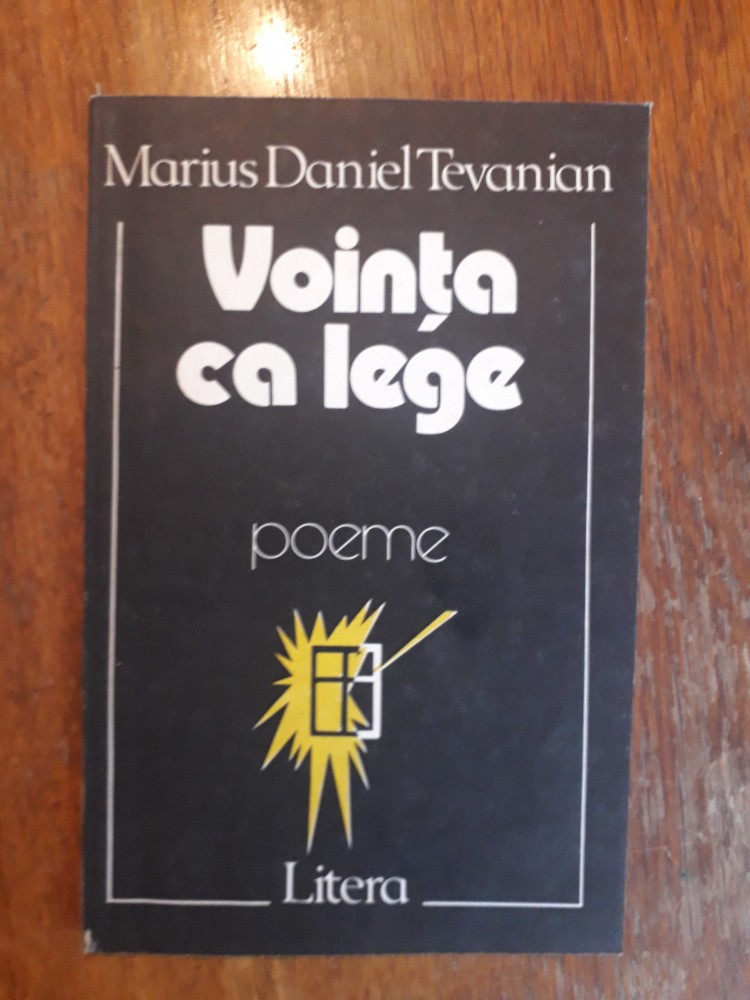 Marius Daniel Tevanian
Voința
ca lege
poeme
Litera